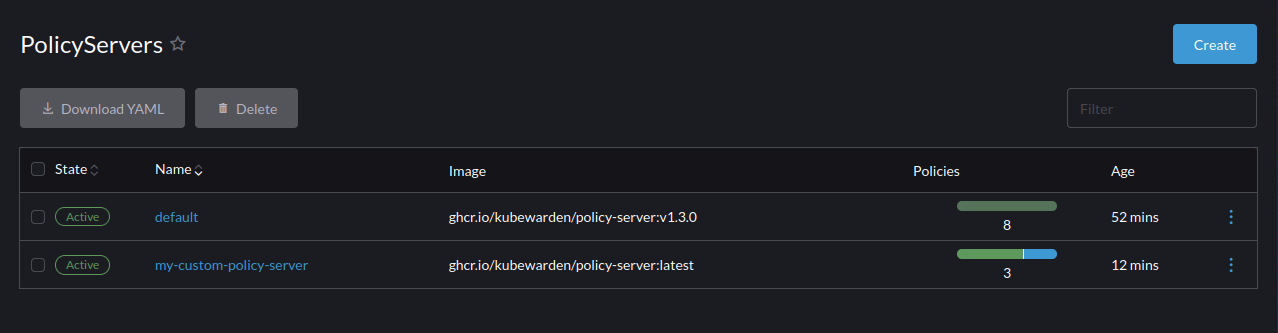 PolicyServers
Create
Download YAML Delete Filter
State Name Image Policies Age
Active default ghcr.io/kubewarden/policy-server:v1.3.0 8 52 mins
Active my-custom-policy-server ghcr.io/kubewarden/policy-server:latest 3 12 mins